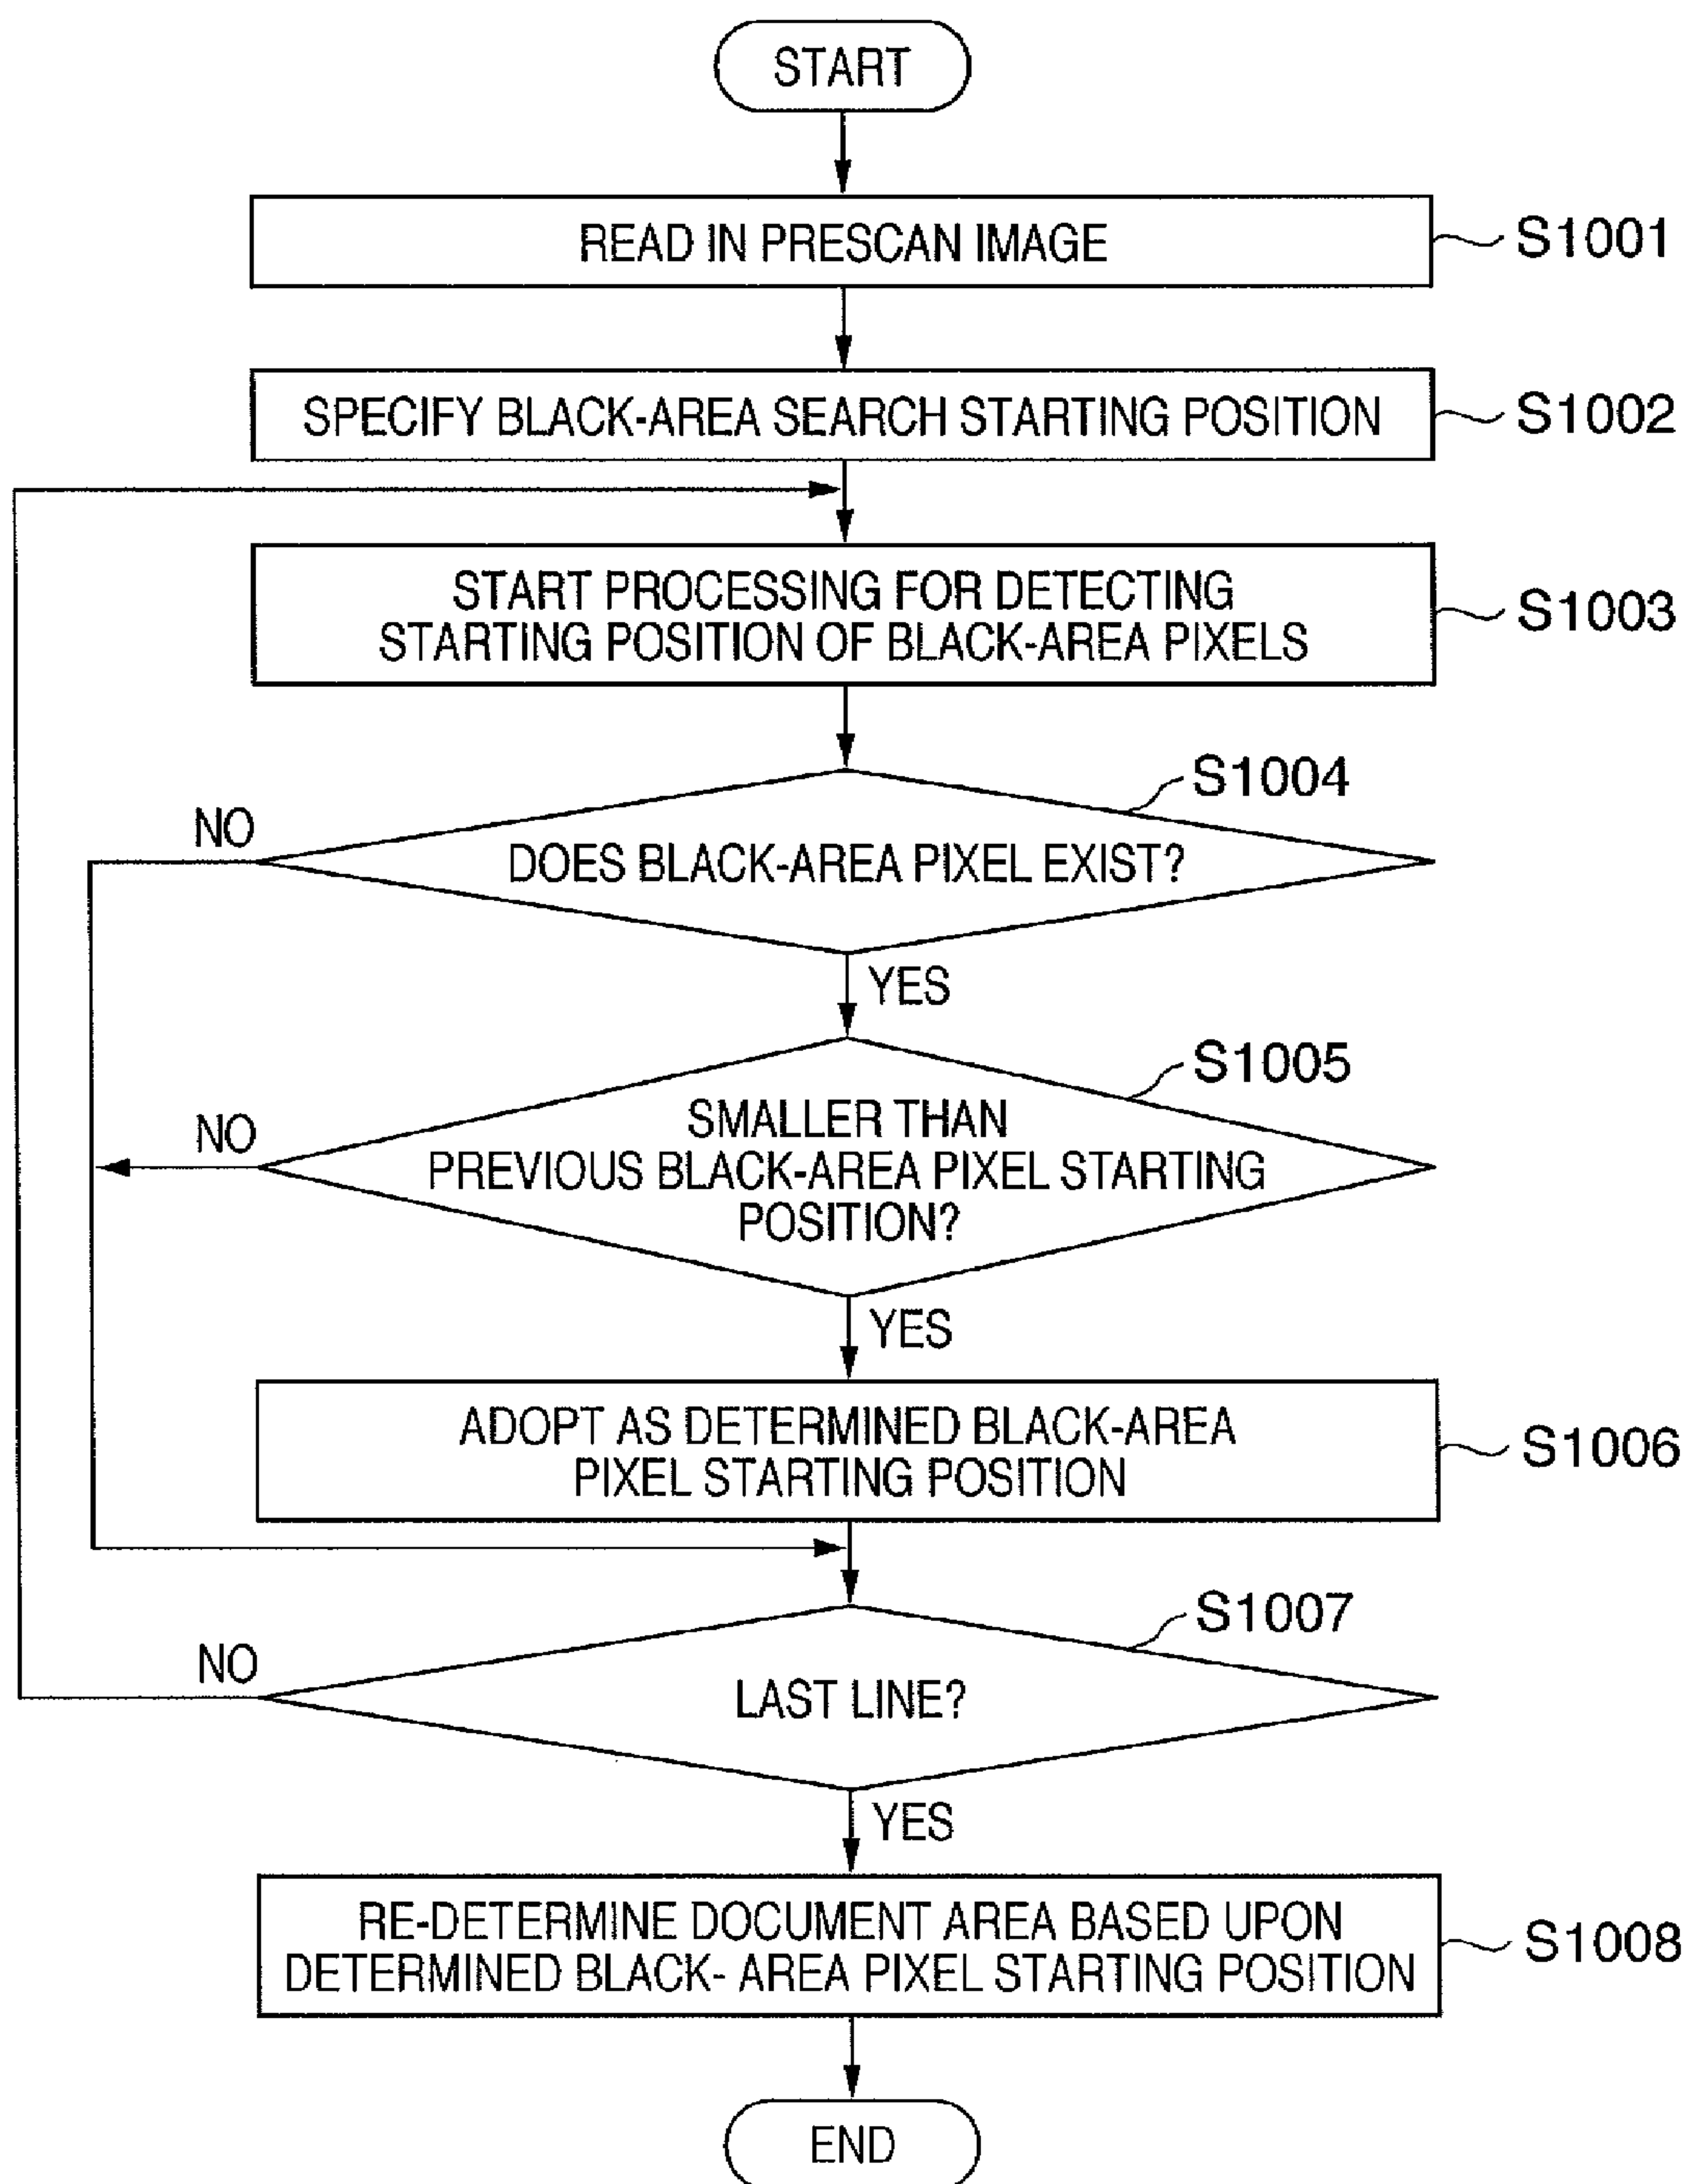 START
READ IN PRESCAN IMAGE
S1001
SPECIFY BLACK-AREA SEARCH STARTING POSITION
S1002
START PROCESSING FOR DETECTING
STARTING POSITION OF BLACK-AREA PIXELS
S1003
S1004
NO
DOES BLACK-AREA PIXEL EXIST?
YES
S1005
NO
SMALLER THAN
PREVIOUS BLACK-AREA PIXEL STARTING
POSITION?
YES
ADOPT AS DETERMINED BLACK-AREA
PIXEL STARTING POSITION
S1006
S1007
NO
LAST LINE?
YES
RE-DETERMINE DOCUMENT AREA BASED UPON
DETERMINED BLACK- AREA PIXEL STARTING POSITION
S1008
END